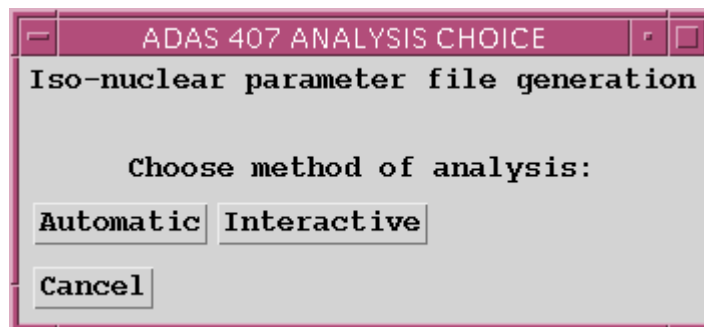 ADAS 407 ANALYSIS CHOICE
Iso-nuclear parameter file generation
Choose method of analysis:
Automatic Interactive
Cancel